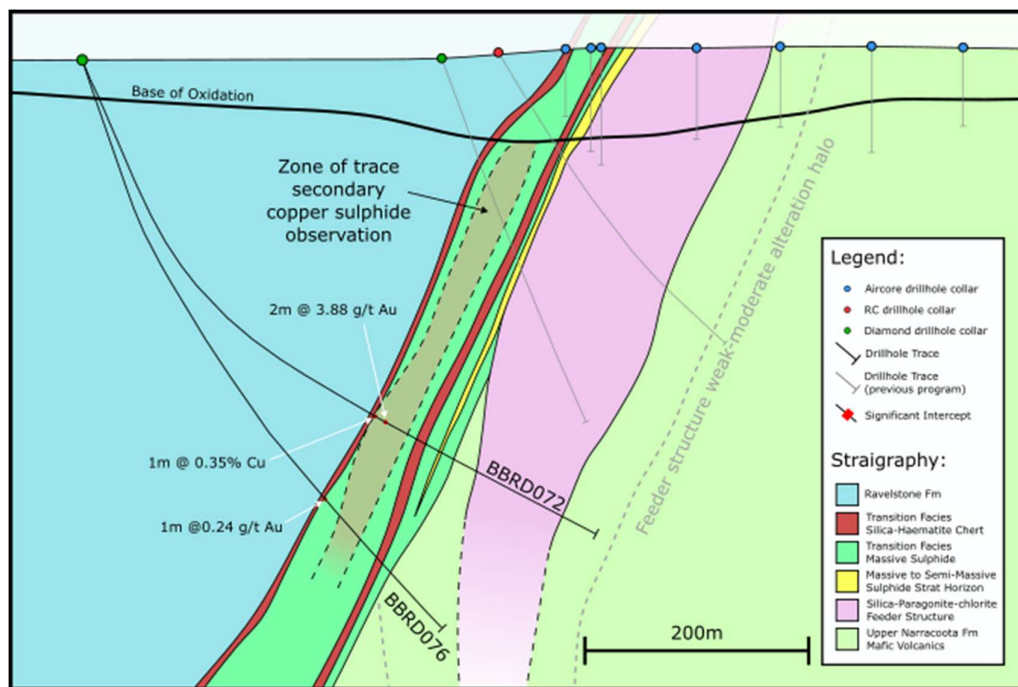 Base of Oxidation
Zone of trace
secondary
copper sulphide
observation
2m @ 3.88 g/t Au
1m @ 0.35% Cu
1m @0.24 g/t Au
BBRD072
BBRD076
Feeder structure weak-moderate alteration halo
200m
Legend:
Aircore drillhole collar
RC drillhole collar
Diamond drillhole collar
Drillhole Trace
Drillhole Trace
(previous program)
Significant Intercept
Straigraphy:
Ravelstone Fm
Transition Facies
Silica-Haematite Chert
Transition Facies
Massive Sulphide
Massive to Semi-Massive
Sulphide Strat Horizon
Silica-Paragonite-chlorite
Feeder Structure
Upper Narracoota Fm
Mafic Volcanics